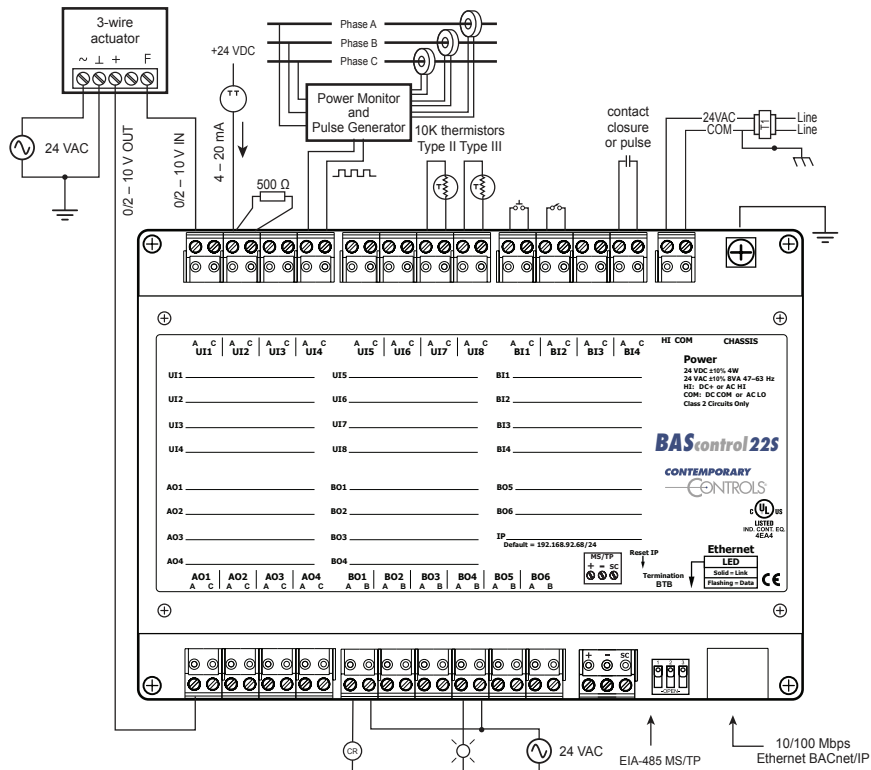 3-wire
actuator
~ ⊥ + F
24 VAC
0/2 – 10 V OUT
0/2 – 10 V IN
+24 VDC
TT
4 – 20 mA
500 Ω
Phase A
Phase B
Phase C
Power Monitor
and
Pulse Generator
10K thermistors
Type II Type III
T T
contact
closure
or pulse
24VAC
COM
T1
Line
Line
A C A C A C A C A C A C A C A C A C A C A C A C
UI1 UI2 UI3 UI4 UI5 UI6 UI7 UI8 BI1 BI2 BI3 BI4
HI COM CHASSIS
Power
24 VDC ±10% 4W
24 VAC ±10% 8VA 47–63 Hz
HI: DC+ or AC HI
COM: DC COM or AC LO
Class 2 Circuits Only
UI1 UI5 BI1
UI2 UI6 BI2
UI3 UI7 BI3
UI4 UI8 BI4
AO1 BO1 BO5
AO2 BO2 BO6
AO3 BO3 IP
Default = 192.168.92.68/24
AO4 BO4
BAScontrol22S
CONTEMPORARY
CONTROLS
C UL US
LISTED
IND. CONT. EQ.
4EA4
MS/TP
+ – SC
Reset IP
Termination
BTB
Ethernet
LED
Solid = Link
Flashing = Data
CE
AO1 AO2 AO3 AO4 BO1 BO2 BO3 BO4 BO5 BO6
A C A C A C A C A B A B A B A B A B A B
+ – SC
1 2 3
-OPEN-
CR
24 VAC
EIA-485 MS/TP
10/100 Mbps
Ethernet BACnet/IP